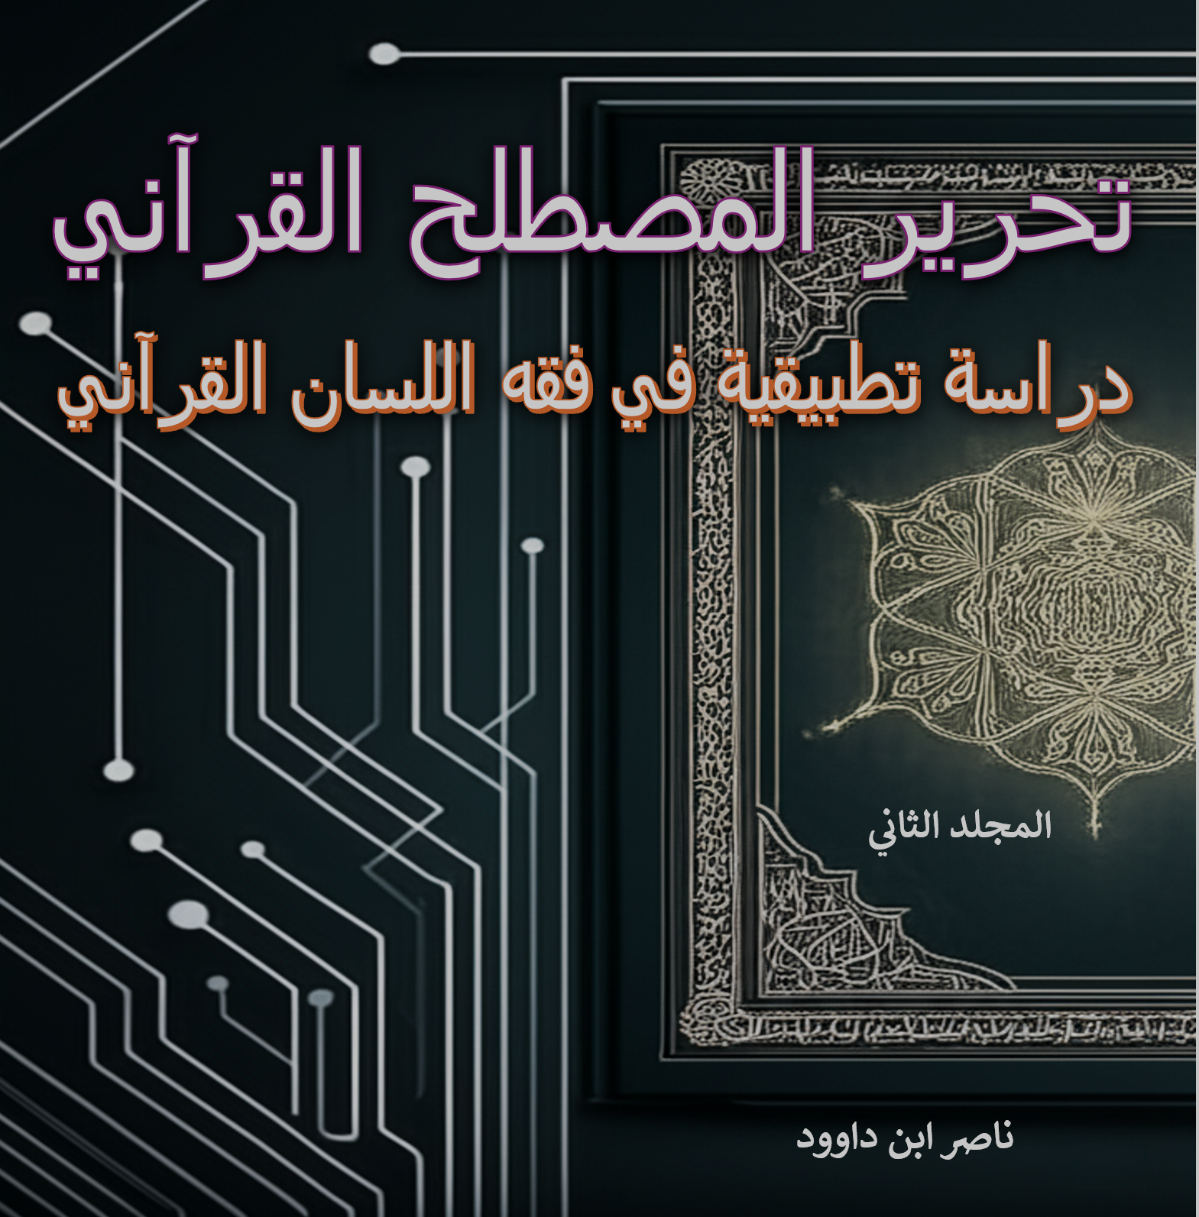 تحرير المصطلح القرآني
دراسة تطبيقية في فقه اللسان القرآني
المجلد الثاني
ناصر ابن داوود